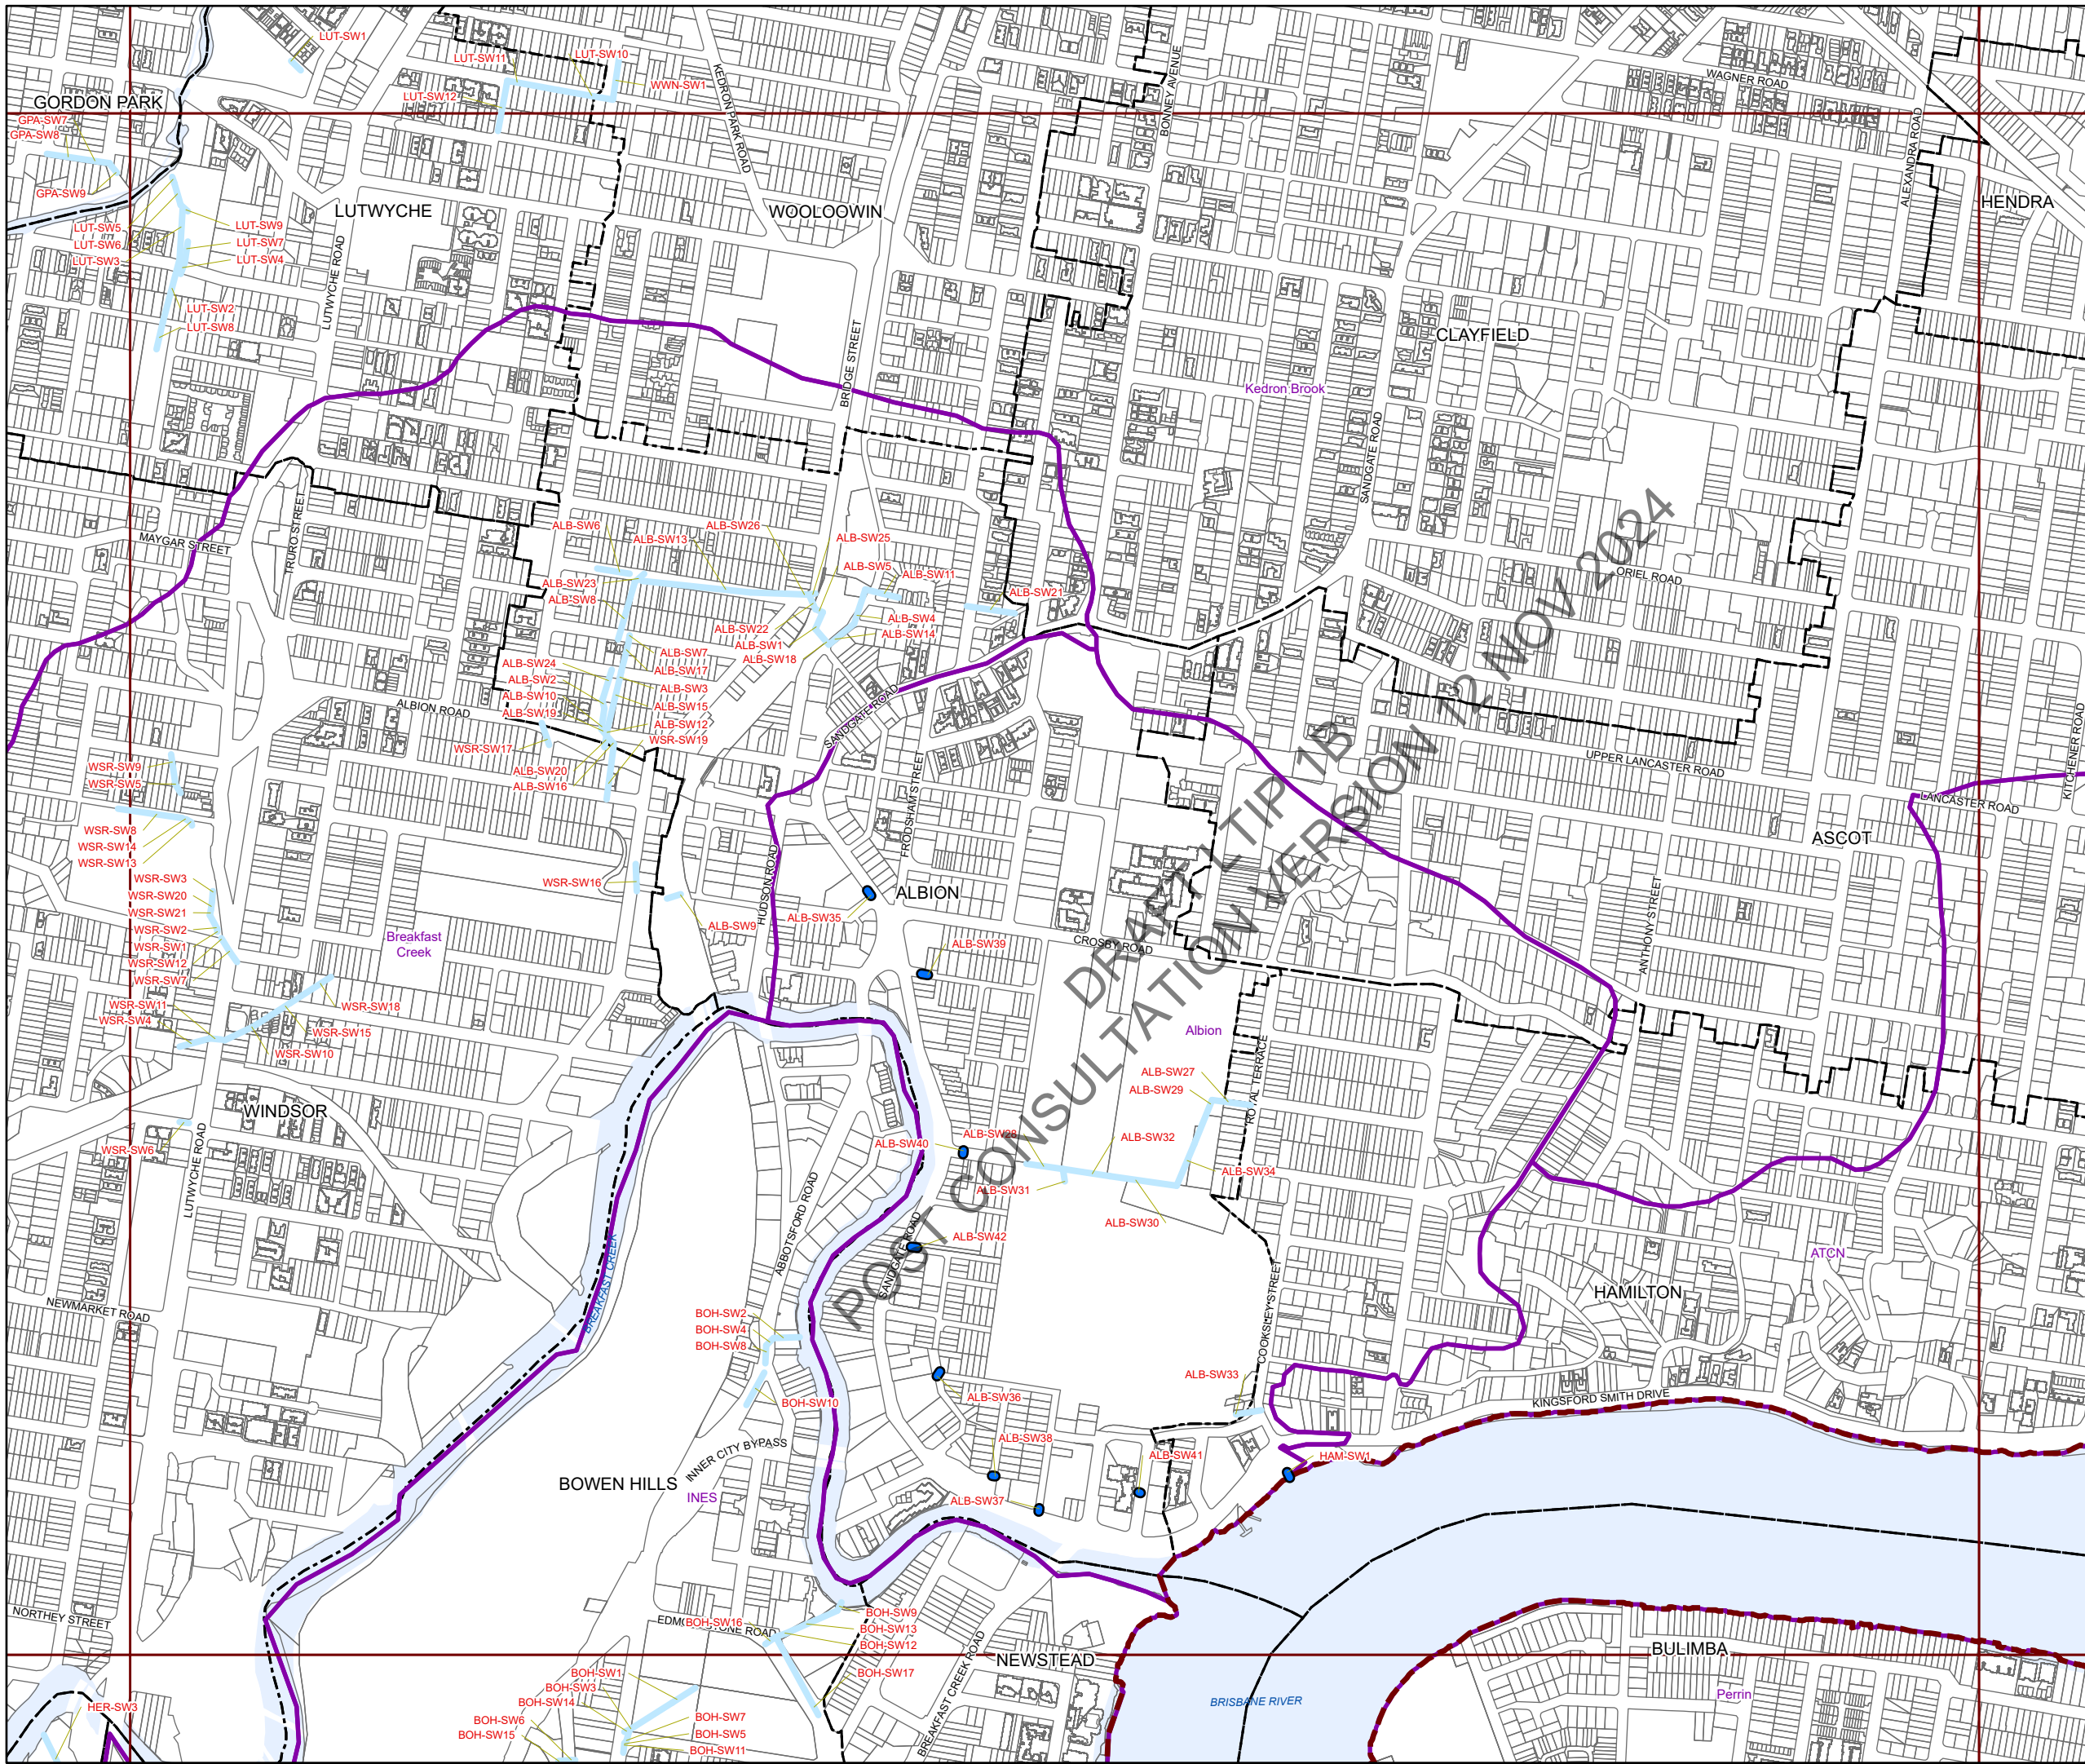 LUT-SW1
LUT-SW11
LUT-SW10
WWN-SW1
LUT-SW12
GORDON PARK
GPA-SW7
GPA-SW8
GPA-SW9
KEDRON PARK ROAD
BONNEY AVENUE
WAGNER ROAD
ALEXANDRA ROAD
HENDRA
LUTWYCHE
WOOLOOWIN
LUT-SW5
LUT-SW6
LUT-SW3
LUT-SW9
LUT-SW7
LUT-SW4
LUT-SW2
LUT-SW8
LUTWYCHE ROAD
BRIDGE STREET
CLAYFIELD
Kedron Brook
SANDGATE ROAD
MAYGAR STREET
TRURO STREET
ALB-SW6
ALB-SW13
ALB-SW26
ALB-SW25
ALB-SW5
ALB-SW11
ALB-SW21
ALB-SW23
ALB-SW8
ALB-SW4
ALB-SW14
ALB-SW22
ALB-SW1
ALB-SW18
ALB-SW7
ALB-SW17
ALB-SW24
ALB-SW2
ALB-SW10
ALB-SW19
ALB-SW3
ALB-SW15
ALB-SW12
WSR-SW19
WSR-SW17
ALB-SW20
ALB-SW16
ALBION ROAD
SANDGATE ROAD
ORIEL ROAD
UPPER LANCASTER ROAD
LANCASTER ROAD
KITCHENER ROAD
ASCOT
WSR-SW9
WSR-SW5
WSR-SW8
WSR-SW14
WSR-SW13
WSR-SW3
WSR-SW20
WSR-SW21
WSR-SW2
WSR-SW1
WSR-SW12
WSR-SW7
WSR-SW11
WSR-SW4
WSR-SW18
WSR-SW15
WSR-SW10
WSR-SW16
ALB-SW9
Breakfast
Creek
HUDSON ROAD
FRODSHAM STREET
ALBION
ALB-SW35
ALB-SW39
CROSBY ROAD
ANTHONY STREET
Albion
ROYAL TERRACE
ALB-SW27
ALB-SW29
ALB-SW28
ALB-SW32
ALB-SW34
ALB-SW31
ALB-SW30
ALB-SW40
ALB-SW42
DRAFT LTIP 1B
POST CONSULTATION VERSION 12 NOV 2024
WINDSOR
WSR-SW6
LUTWYCHE ROAD
NEWMARKET ROAD
BREAKFAST CREEK
ABBOTSFORD ROAD
SANDGATE ROAD
COOKSLEY STREET
HAMILTON
ATCN
BOH-SW2
BOH-SW4
BOH-SW8
BOH-SW10
ALB-SW33
ALB-SW36
ALB-SW38
ALB-SW41
ALB-SW37
HAM-SW1
KINGSFORD SMITH DRIVE
INNER CITY BYPASS
BOWEN HILLS
INES
NORTHEY STREET
BOH-SW16
BOH-SW9
BOH-SW13
BOH-SW12
BOH-SW17
BREAKFAST CREEK ROAD
NEWSTEAD
BULIMBA
Perrin
BRISBANE RIVER
HER-SW3
BOH-SW1
BOH-SW3
BOH-SW14
BOH-SW6
BOH-SW15
BOH-SW7
BOH-SW5
BOH-SW11